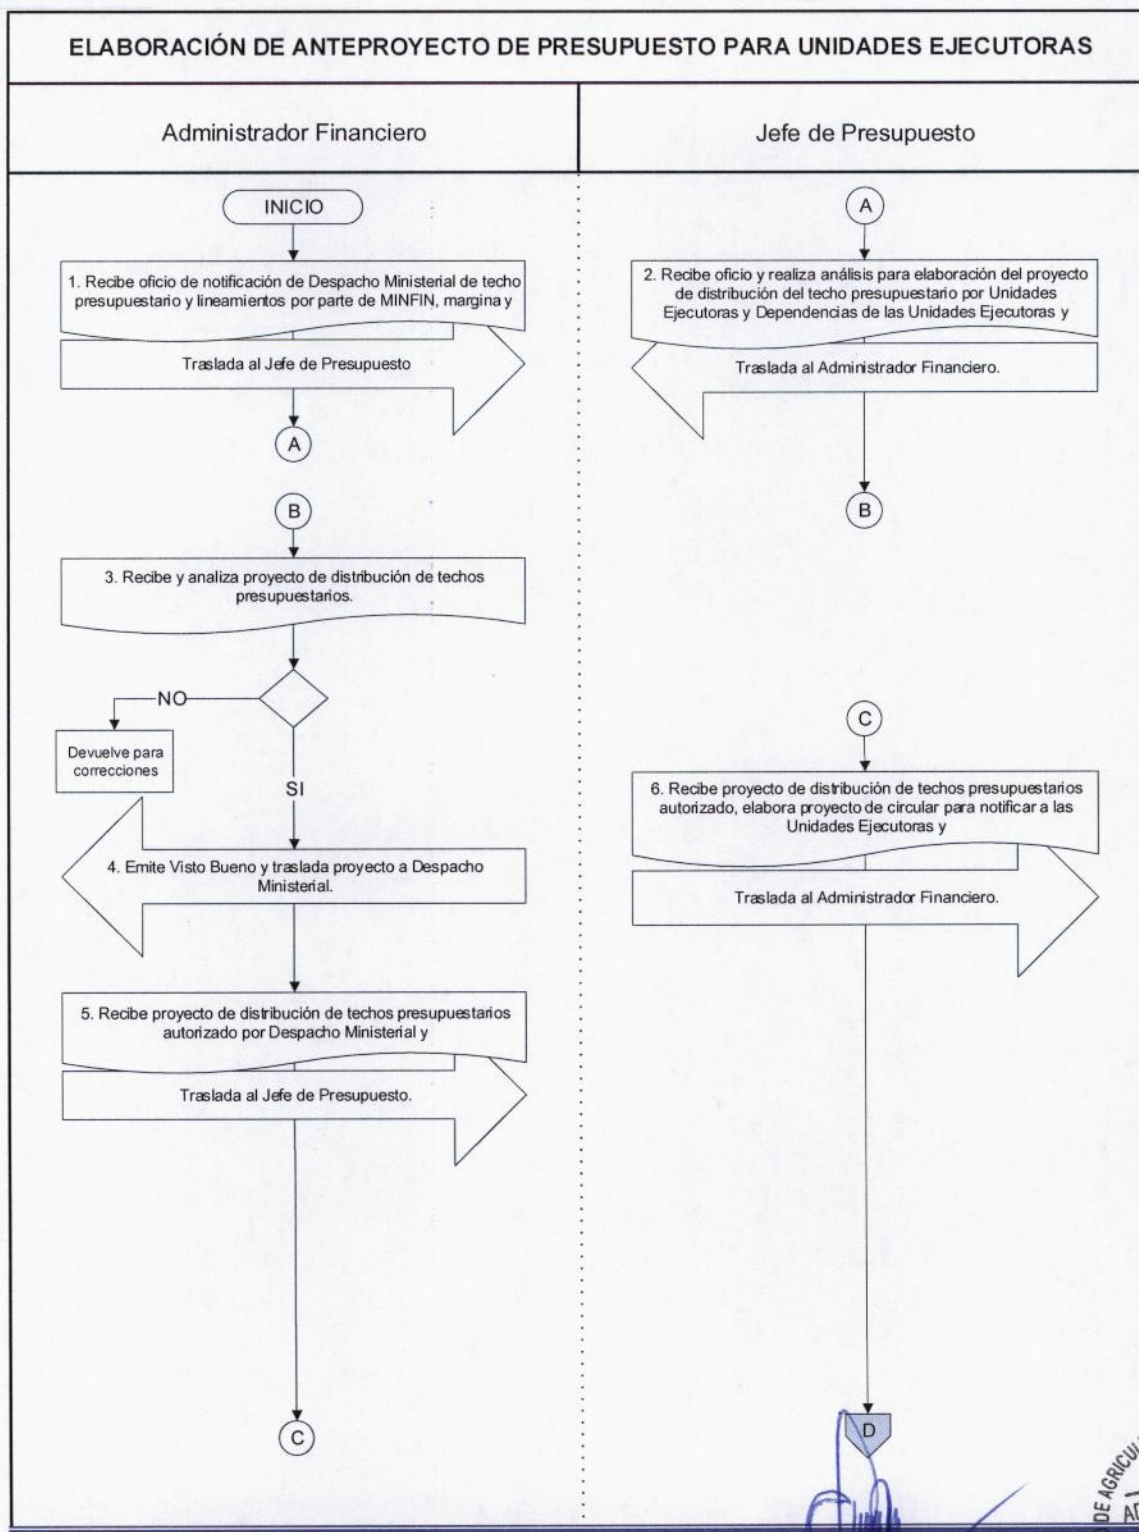 ELABORACIÓN DE ANTEPROYECTO DE PRESUPUESTO PARA UNIDADES EJECUTORAS
Administrador Financiero
Jefe de Presupuesto
INICIO
1. Recibe oficio de notificación de Despacho Ministerial de techo
presupuestario y lineamientos por parte de MINFIN, margina y
Traslada al Jefe de Presupuesto
A
B
3. Recibe y analiza proyecto de distribución de techos
presupuestarios.
NO
Devuelve para
correcciones
SI
4. Emite Visto Bueno y traslada proyecto a Despacho
Ministerial.
5. Recibe proyecto de distribución de techos presupuestarios
autorizado por Despacho Ministerial y
Traslada al Jefe de Presupuesto.
C
A
2. Recibe oficio y realiza análisis para elaboración del proyecto
de distribución del techo presupuestario por Unidades
Ejecutoras y Dependencias de las Unidades Ejecutoras y
Traslada al Administrador Financiero.
B
C
6. Recibe proyecto de distribución de techos presupuestarios
autorizado, elabora proyecto de circular para notificar a las
Unidades Ejecutoras y
Traslada al Administrador Financiero.
D
DE